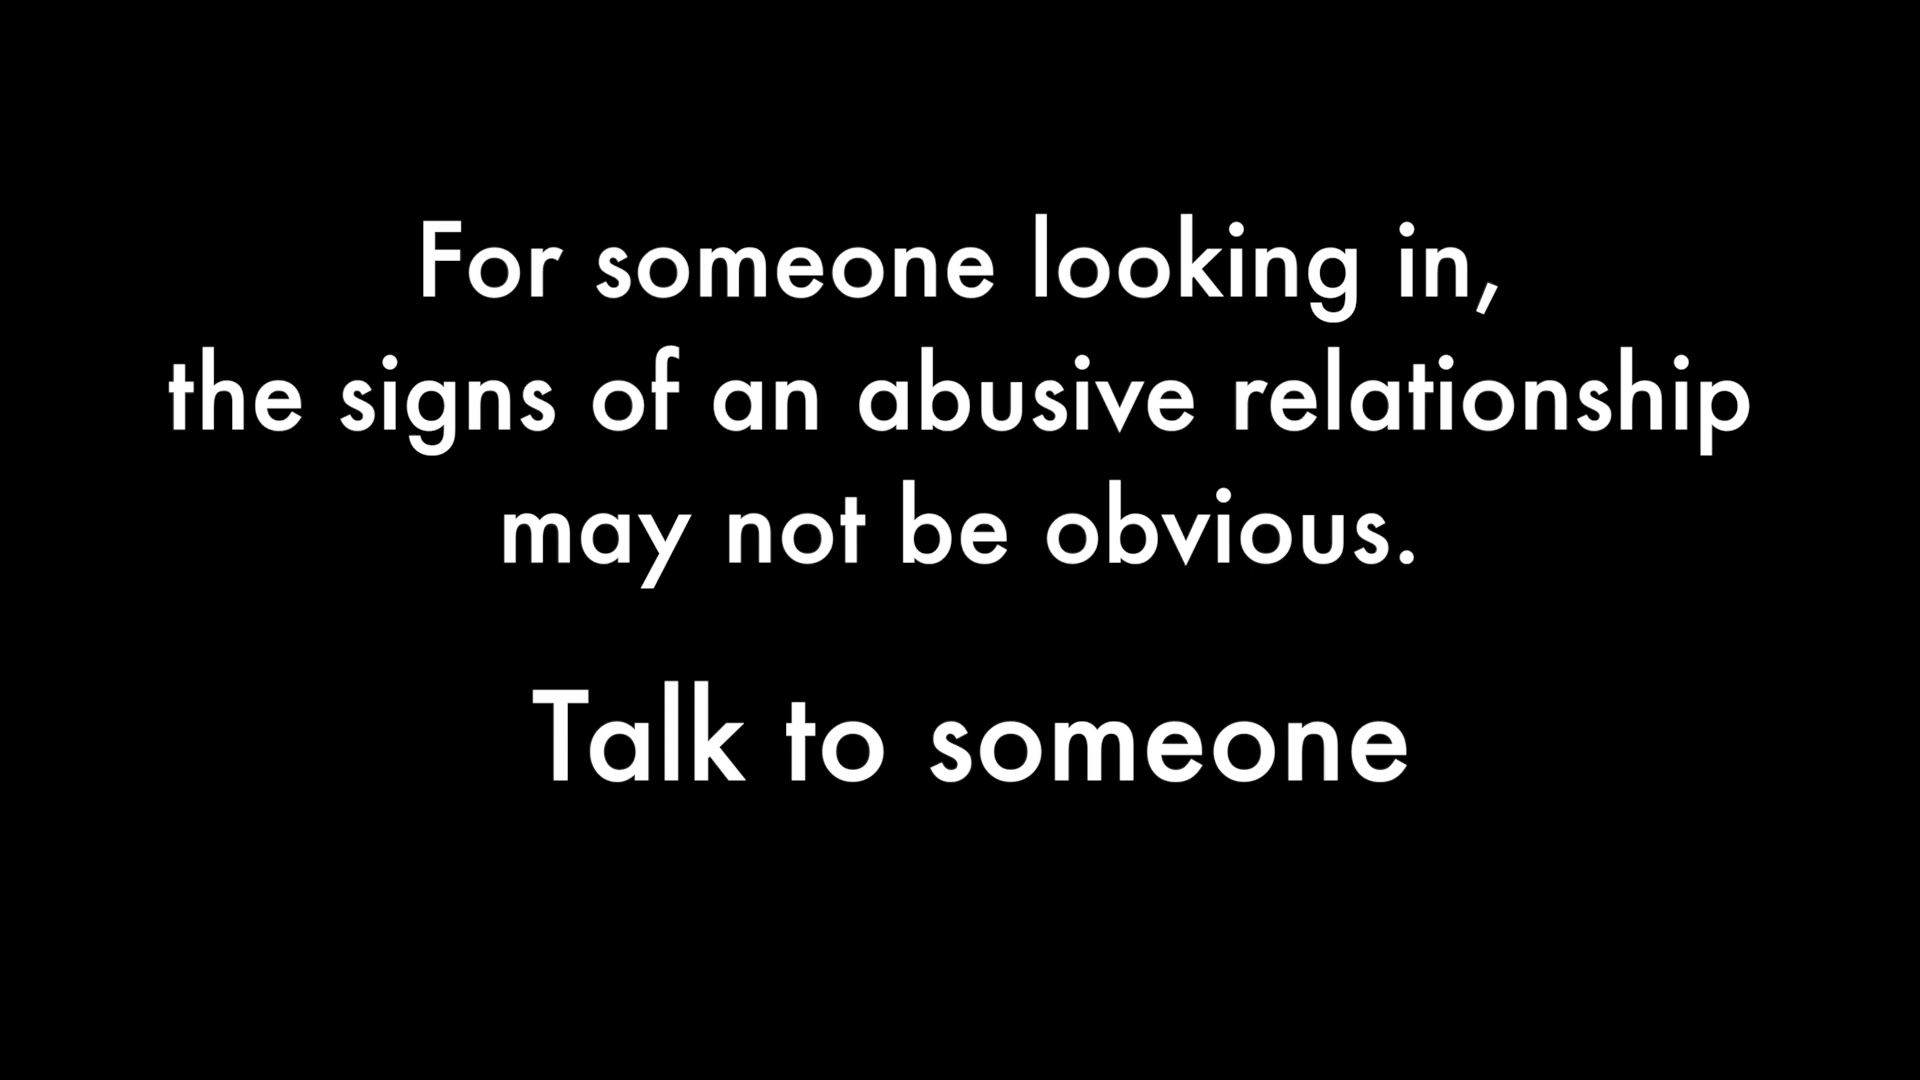 For someone looking in,
the signs of an abusive relationship
may not be obvious.
Talk to someone